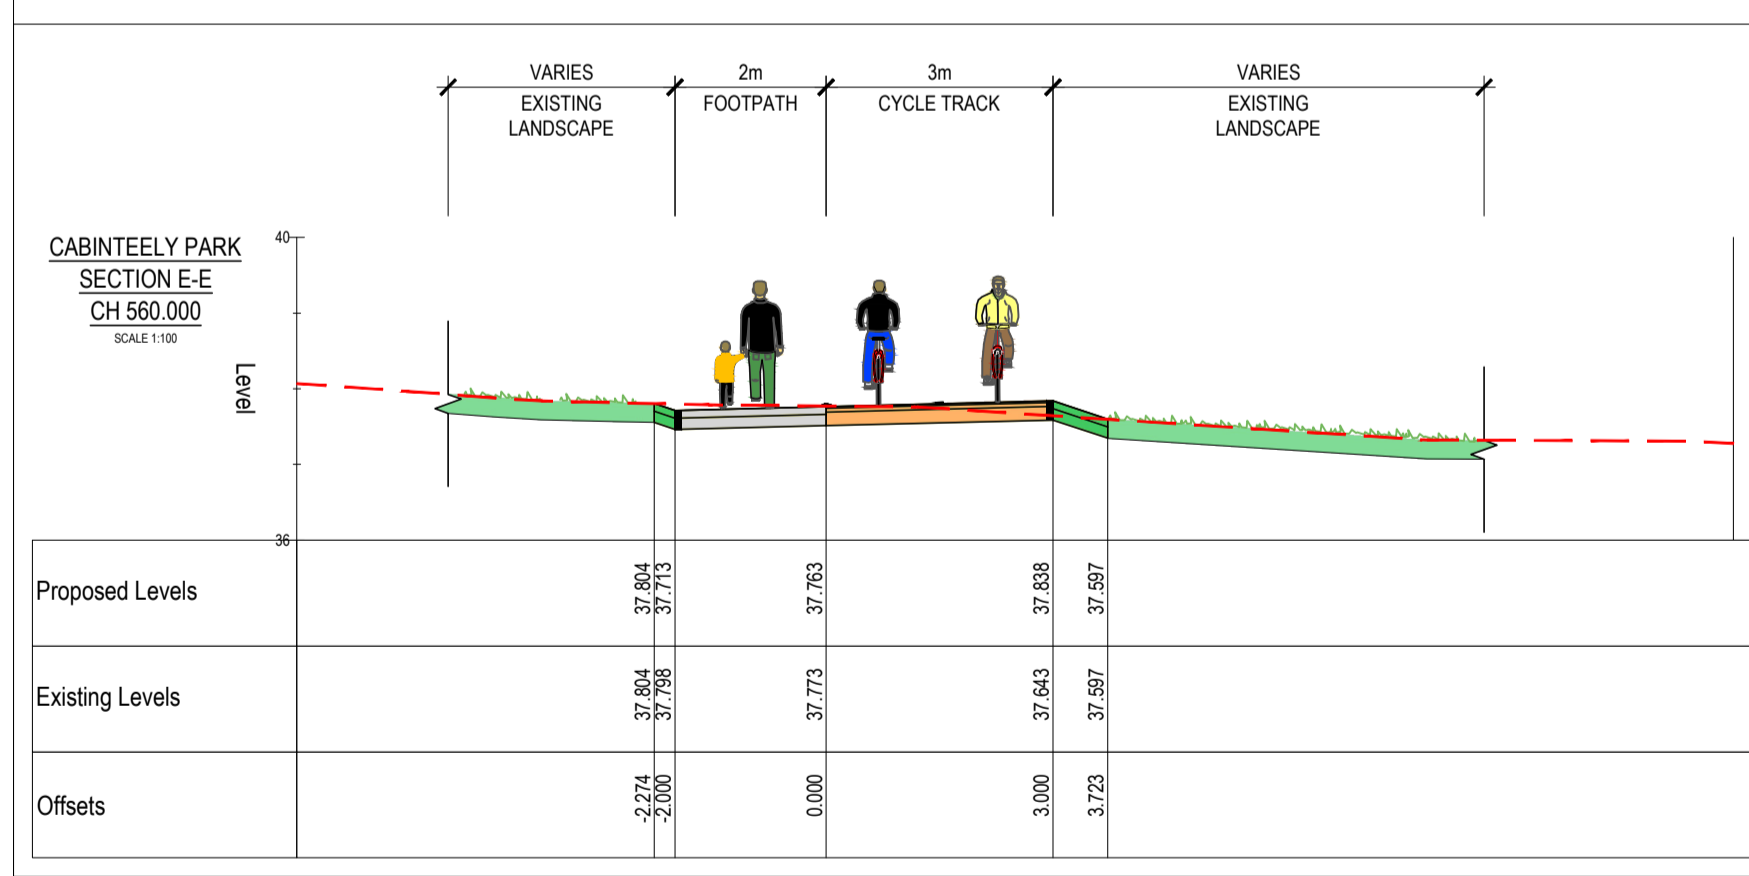 VARIES
2m
3m
VARIES
EXISTING
LANDSCAPE
FOOTPATH
CYCLE TRACK
EXISTING
LANDSCAPE
CABINTEELY PARK
SECTION E-E
CH 560.000
SCALE 1:100
Level
40
36
Proposed Levels
37.804
37.713
37.763
37.838
37.597
Existing Levels
37.804
37.798
37.773
37.643
37.597
Offsets
-2.274
-2.000
0.000
3.000
3.723